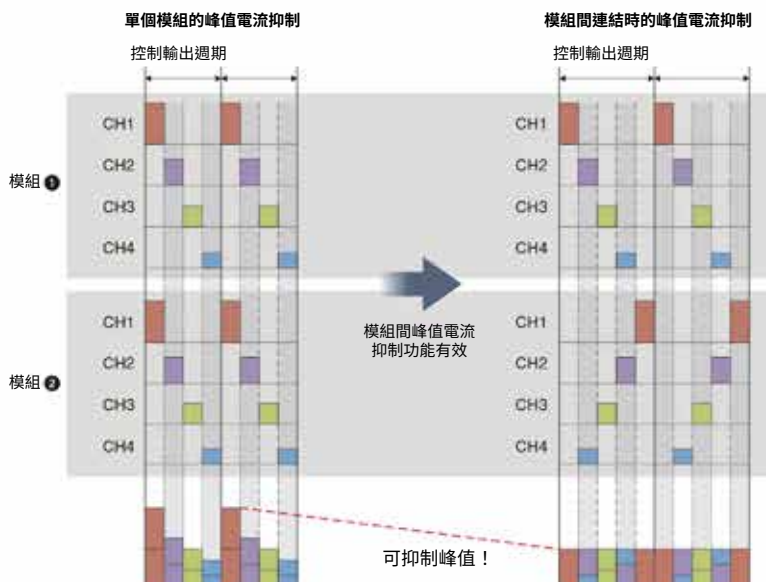 單個模組的峰值電流抑制
控制輸出週期
模組間連結時的峰值電流抑制
控制輸出週期
模組 ❶
CH1
CH2
CH3
CH4
CH1
CH2
CH3
CH4
模組間峰值電流
抑制功能有效
模組 ❷
CH1
CH2
CH3
CH4
CH1
CH2
CH3
CH4
可抑制峰值！